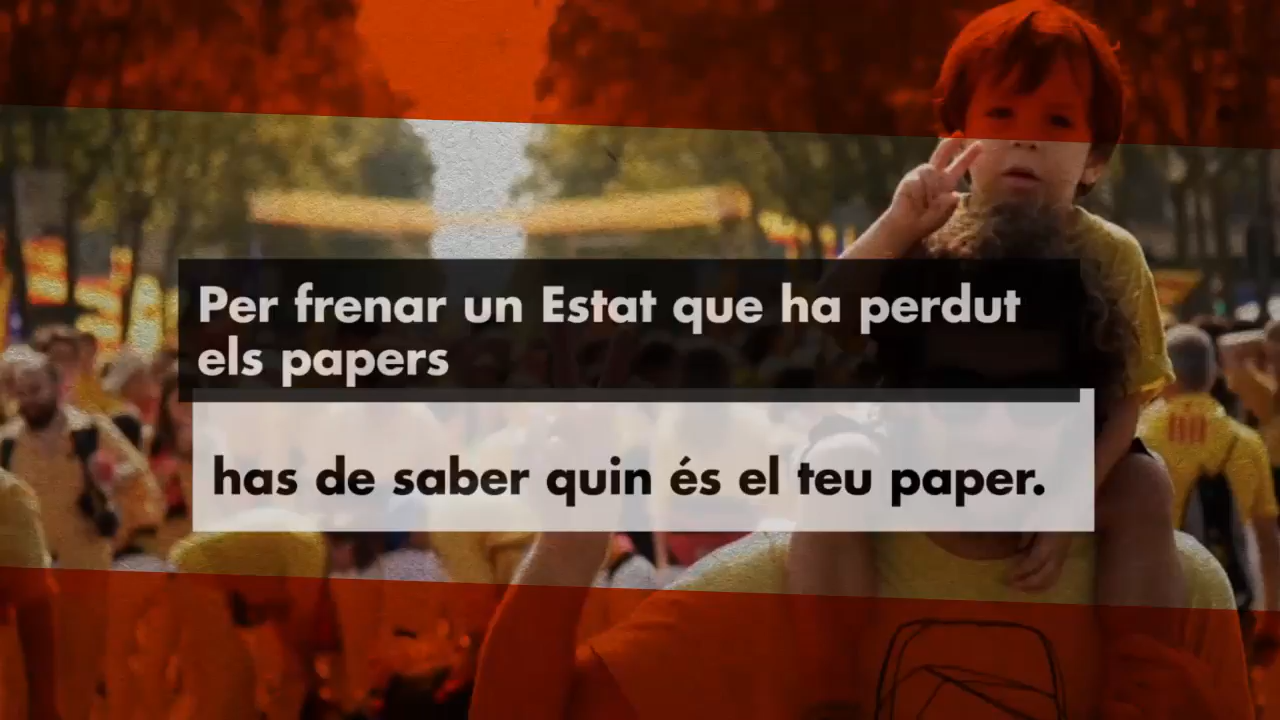 Per frenar un Estat que ha perdut
els papers
has de saber quin és el teu paper.